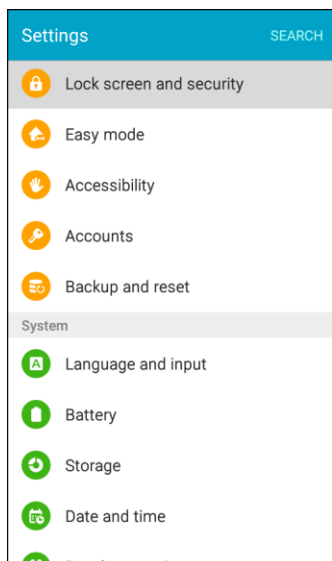 Settings
SEARCH
Lock screen and security
Easy mode
Accessibility
Accounts
Backup and reset
System
Language and input
Battery
Storage
Date and time